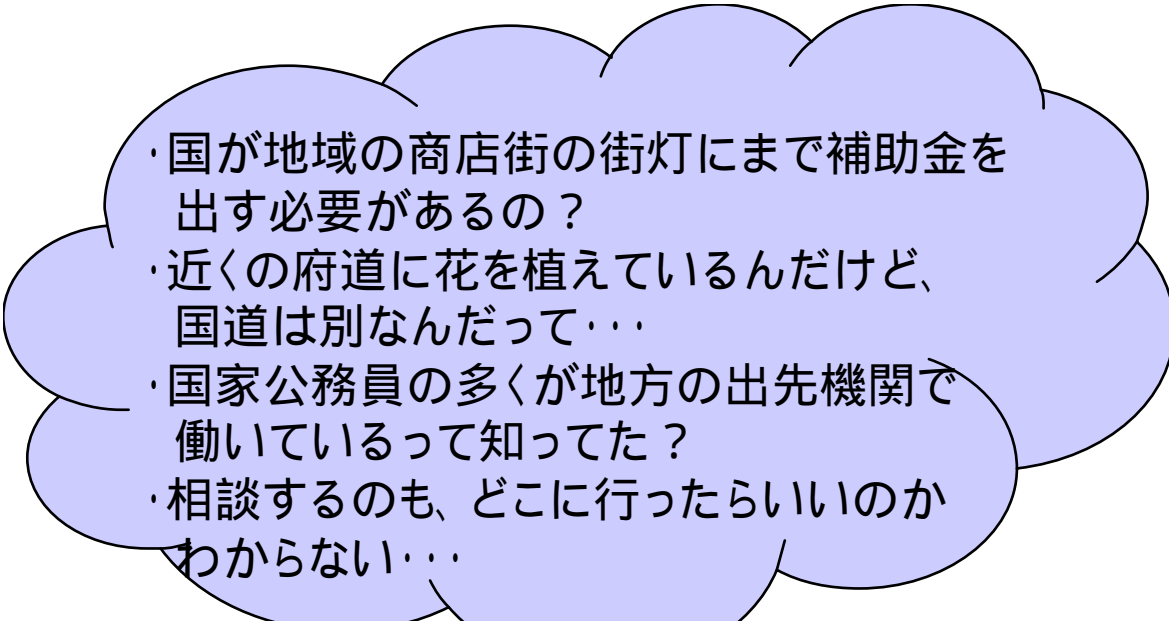 ・国が地域の商店街の街灯にまで補助金を
出す必要があるの？
・近くの府道に花を植えているんだけど、
国道は別なんだって・・・
・国家公務員の多くが地方の出先機関で
働いているって知ってた？
・相談するのも、どこに行ったらいいのか
わからない・・・